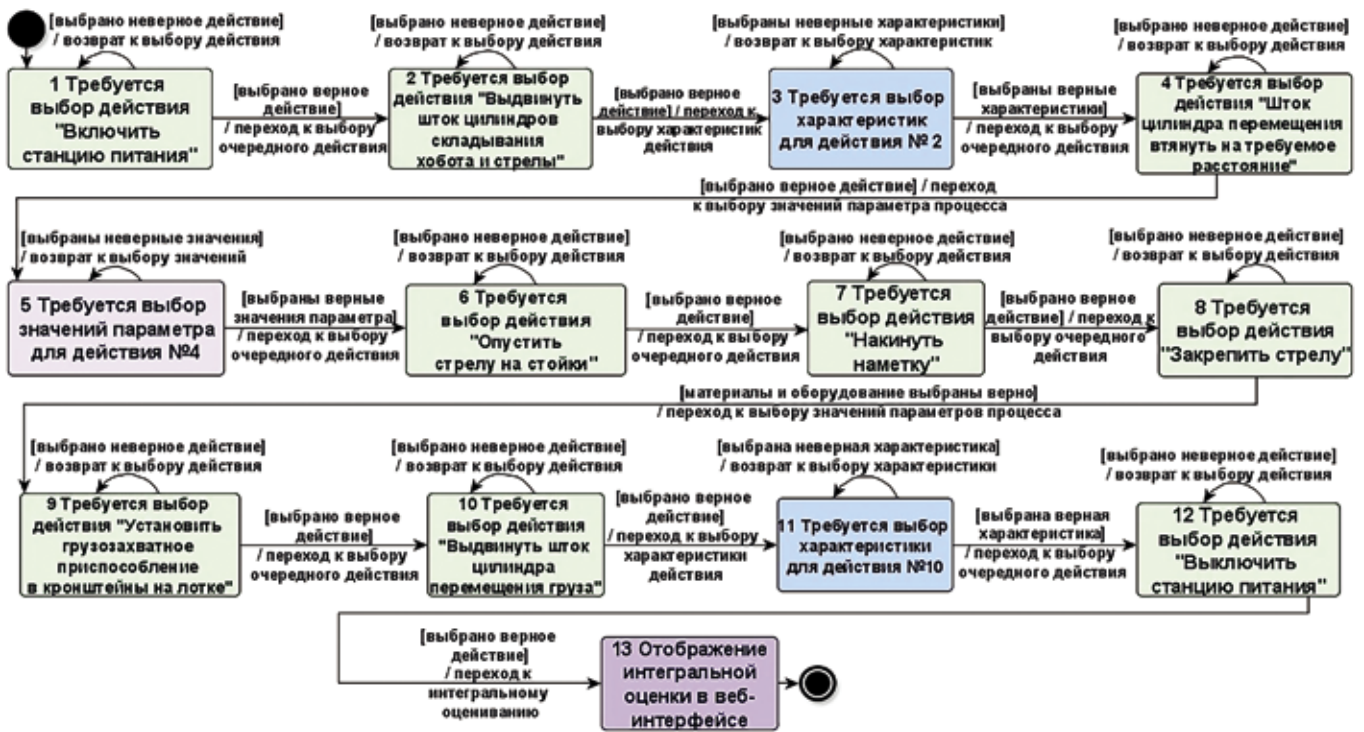 [выбрано неверное действие]
/ возврат к выбору действия
1 Требуется
выбор действия
"Включить
станцию питания"
[выбрано верное
действие]
/ переход к выбору
очередного действия
[выбрано неверное действие]
/ возврат к выбору действия
2 Требуется выбор
действия "Выдвинуть
шток цилиндров
складывания
хобота и стрелы"
[выбрано верное
действие] / переход к
выбору характеристик
действия
[выбраны неверные характеристики]
/ возврат к выбору характеристик
3 Требуется выбор
характеристик
для действия № 2
[выбраны верные
характеристики]
/ переход к выбору
очередного действия
[выбрано неверное действие]
/ возврат к выбору действия
4 Требуется выбор
действия "Шток
цилиндра перемещения
втянуть на требуемое
расстояние"
[выбрано верное действие] / переход
к выбору значений параметра процесса
[выбраны неверные значения]
/ возврат к выбору значений
5 Требуется выбор
значений параметра
для действия №4
[выбраны верные
значения параметра]
/ переход к выбору
очередного действия
[выбрано неверное действие]
/ возврат к выбору действия
6 Требуется
выбор действия
"Опустить
стрелу на стойки"
[выбрано верное
действие]
/ переход к выбору
очередного действия
[выбрано неверное действие]
/ возврат к выбору действия
7 Требуется
выбор действия
"Накинуть
наметку"
[выбрано верное
действие] / переход к
выбору очередного
действия
[выбрано неверное действие]
/ возврат к выбору действия
8 Требуется
выбор действия
"Закрепить стрелу"
[материалы и оборудование выбраны верно]
/ переход к выбору значений параметров процесса
[выбрано неверное действие]
/ возврат к выбору действия
9 Требуется выбор
действия "Установить
грузозахватное
приспособление
в кронштейны на лотке"
[выбрано верное
действие]
/ переход к выбору
очередного действия
[выбрано неверное действие]
/ возврат к выбору действия
10 Требуется
выбор действия
"Выдвинуть шток
цилиндра
перемещения груза"
[выбрано верное
действие]
/ переход к выбору
характеристики
действия
[выбрана неверная характеристика]
/ возврат к выбору характеристики
11 Требуется выбор
характеристики
для действия №10
[выбрана верная
характеристика]
/ переход к выбору
очередного действия
[выбрано неверное действие]
/ возврат к выбору действия
12 Требуется
выбор действия
"Выключить
станцию питания"
[выбрано верное
действие]
/ переход к
интегральному
оцениванию
13 Отображение
интегральной
оценки в веб-
интерфейсе